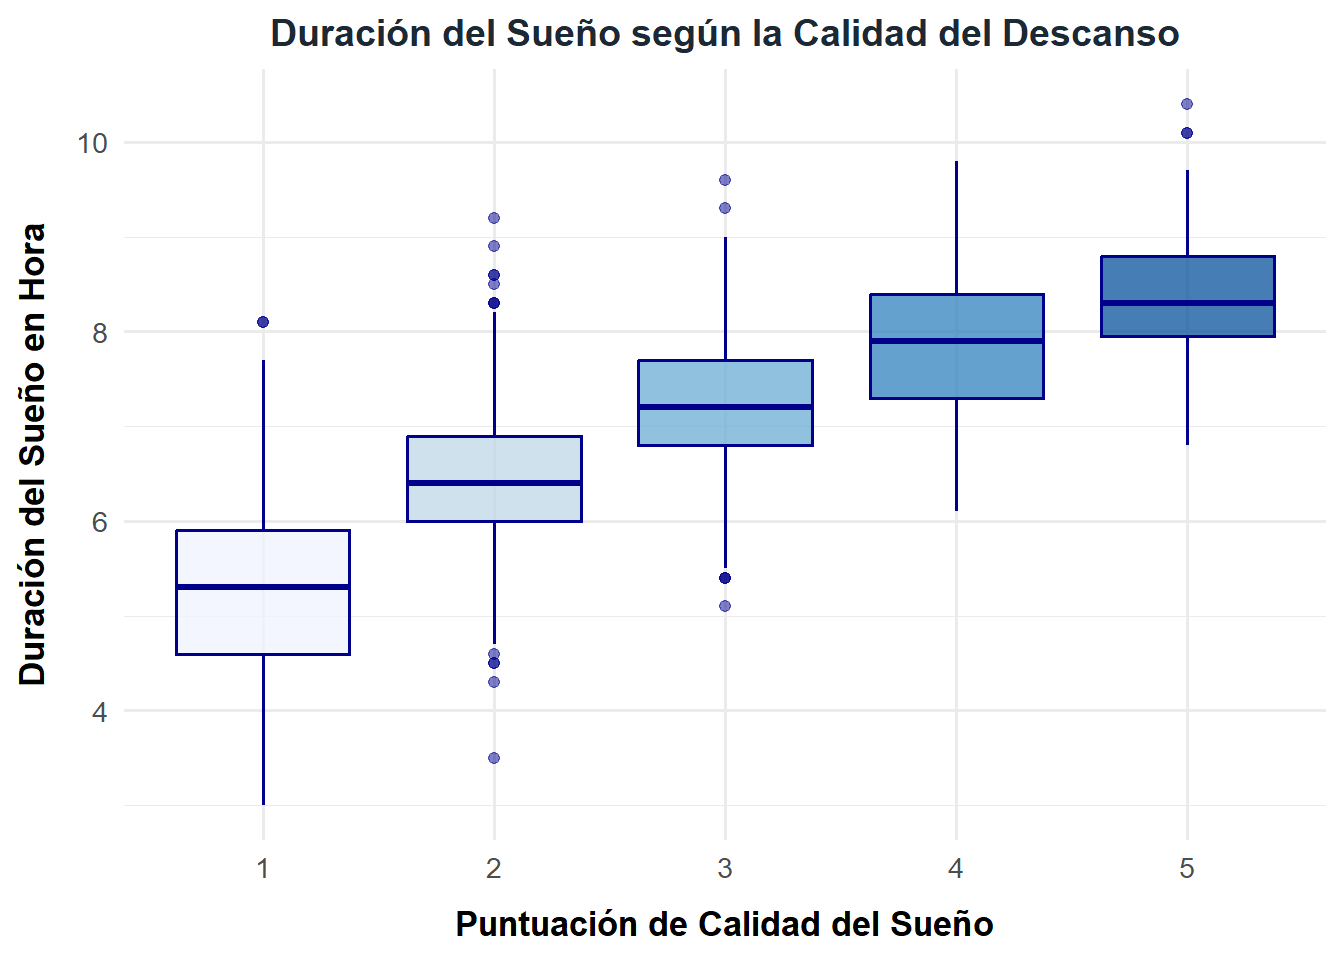 Duración del Sueño según la Calidad del Descanso
Duración del Sueño en Hora
10
8
6
4
1 2 3 4 5
Puntuación de Calidad del Sueño